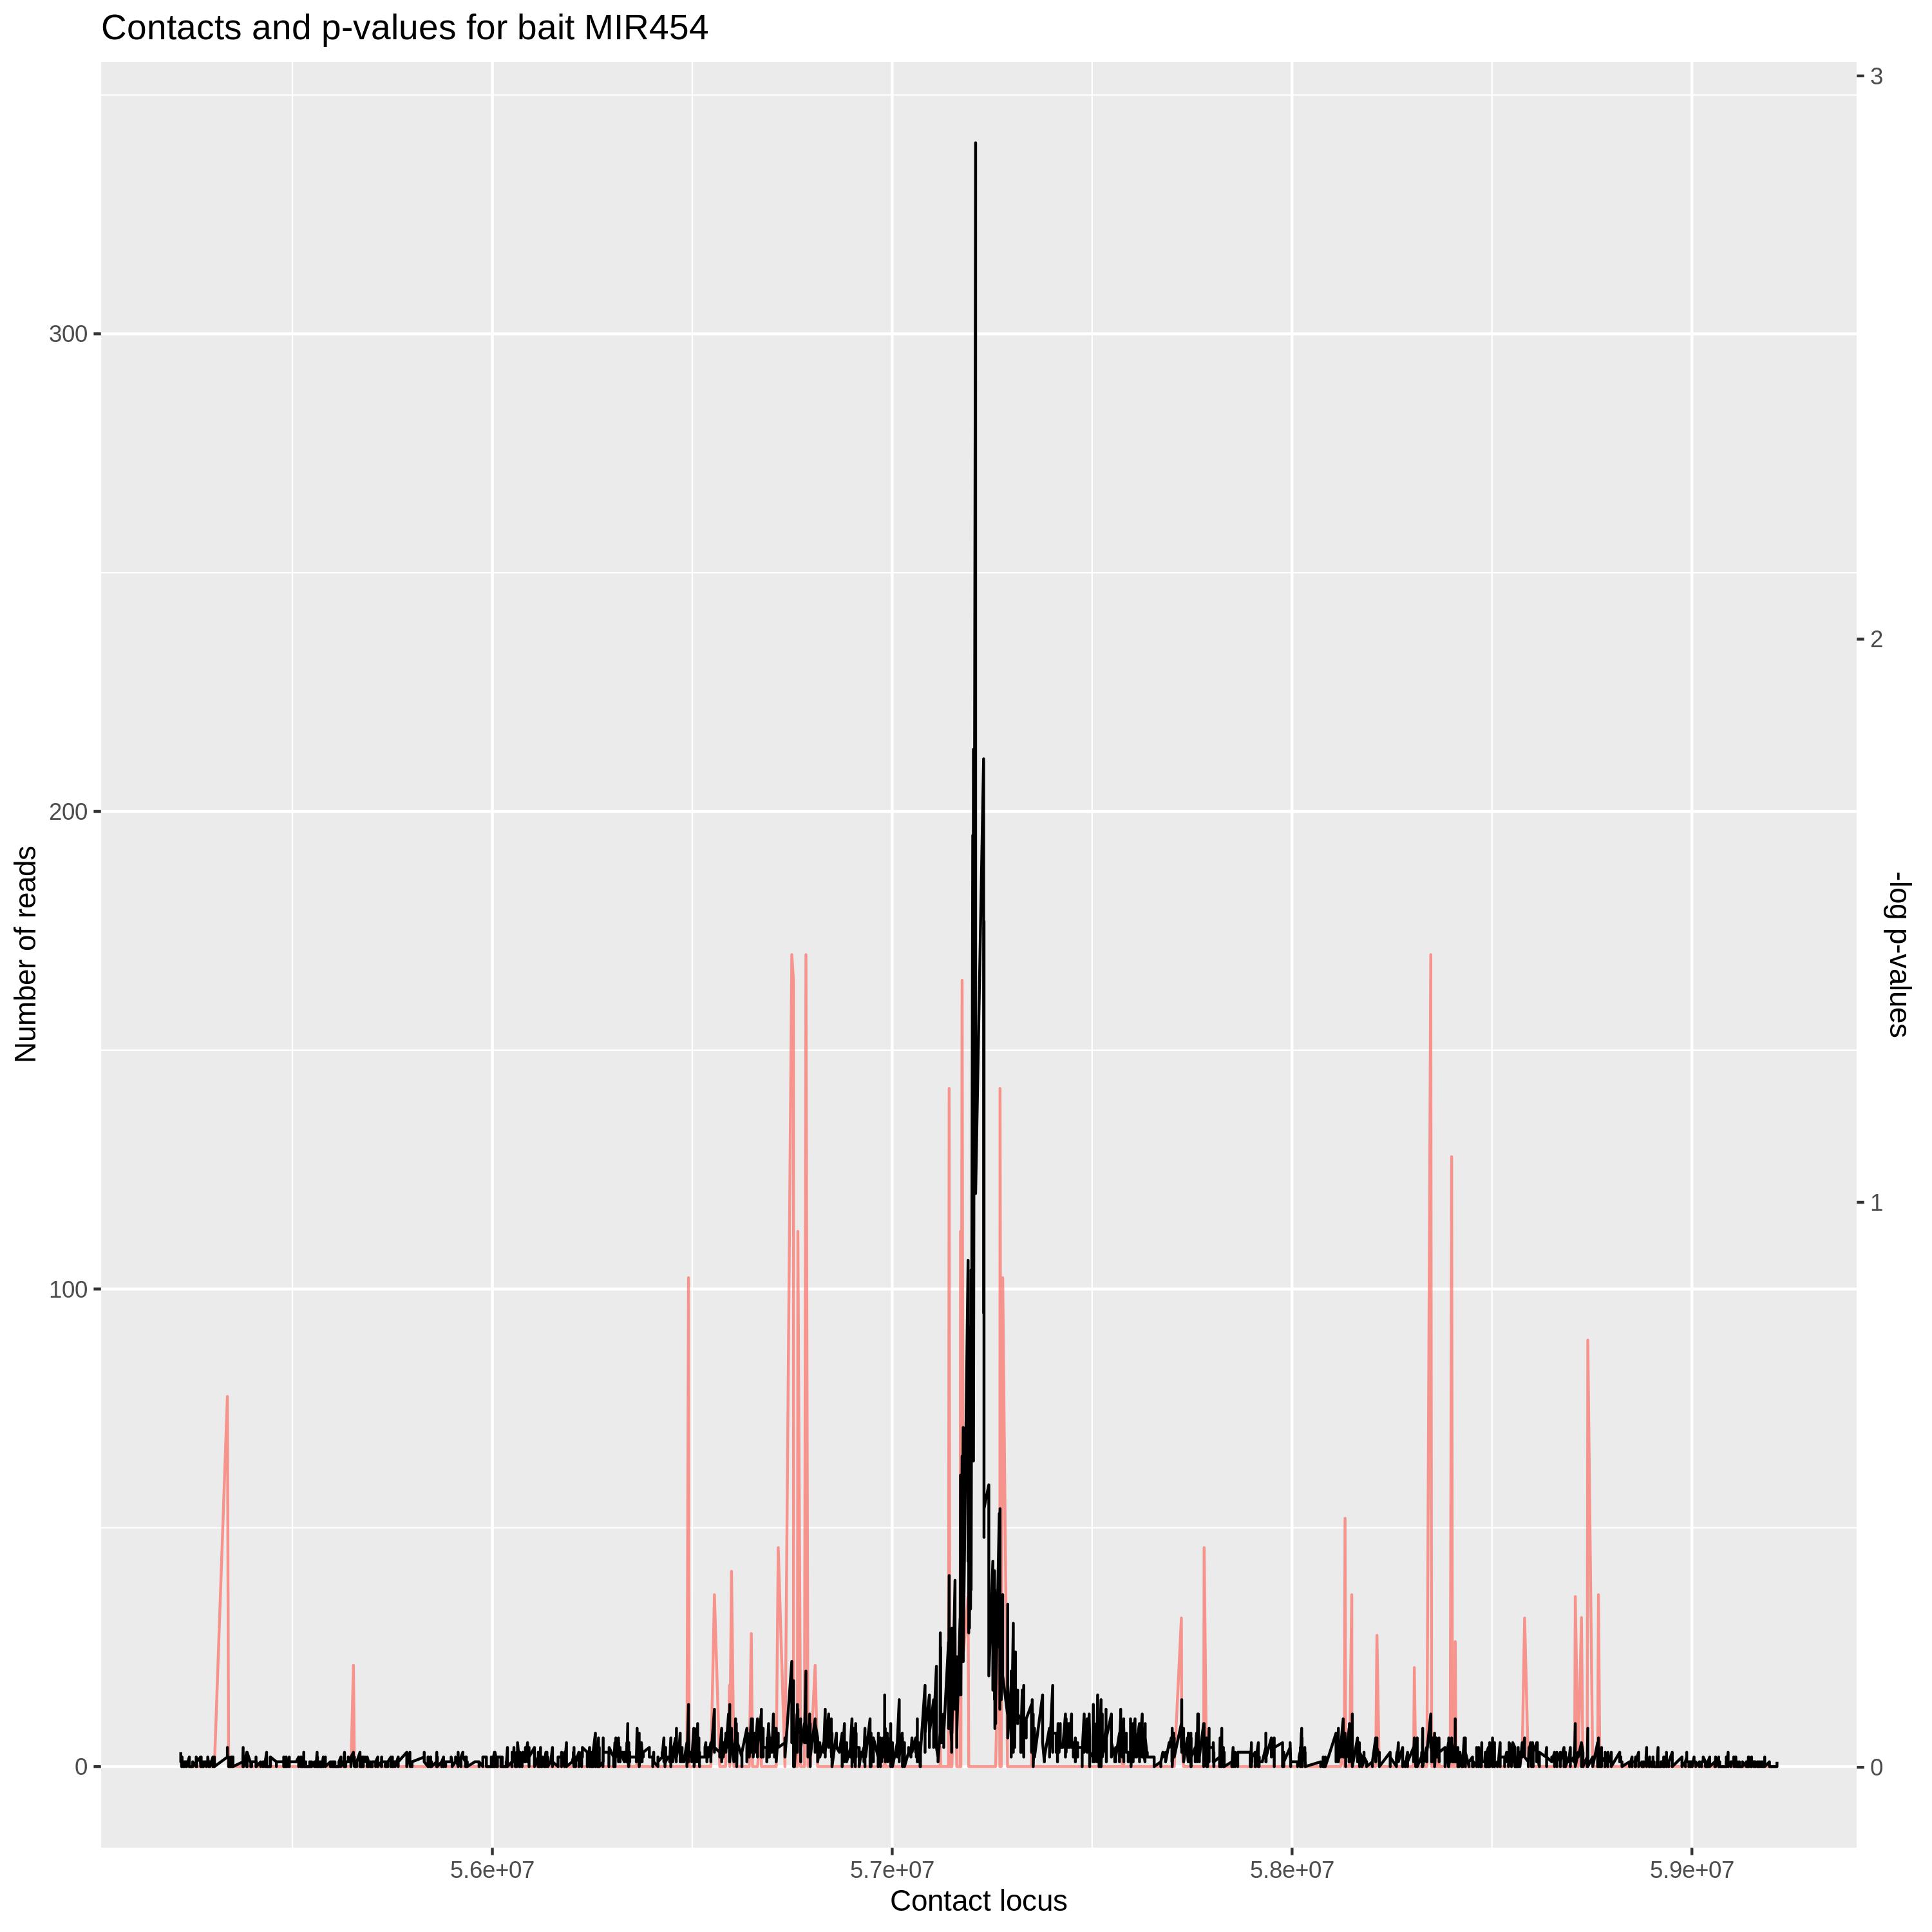 Contacts and p-values for bait MIR454
Number of reads
300
200
100
0
3
2
1
0
-log p-values
5.6e+07
5.7e+07
5.8e+07
5.9e+07
Contact locus